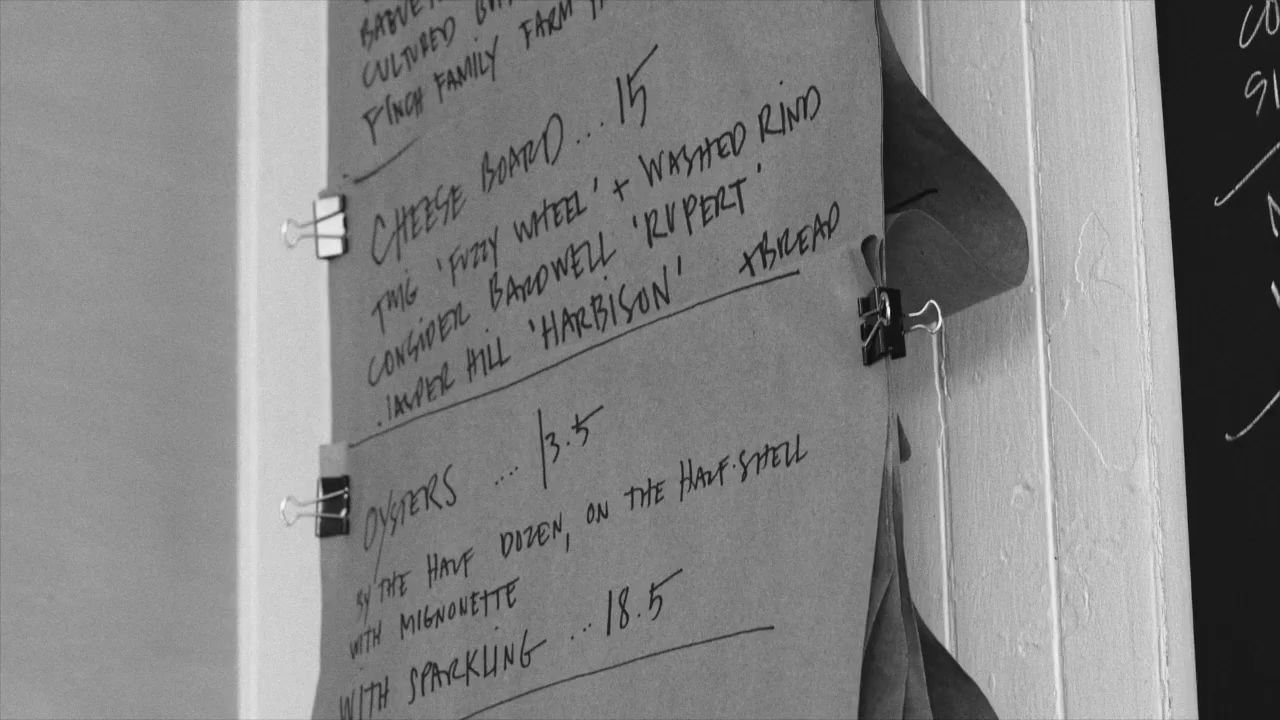 CULTURED
FINCH FAMILY FARM
CHEESE BOARD... 15
TMG 'FUZZY WHEEL' + WASHED RIND
CONSIDER BARDWELL 'RUPERT'
JASPER HILL 'HARBISON' +BREAD
OYSTERS .... 13.5
BY THE HALF DOZEN, ON THE HALF-SHELL
WITH MIGNONETTE
WITH SPARKLING ... 18.5